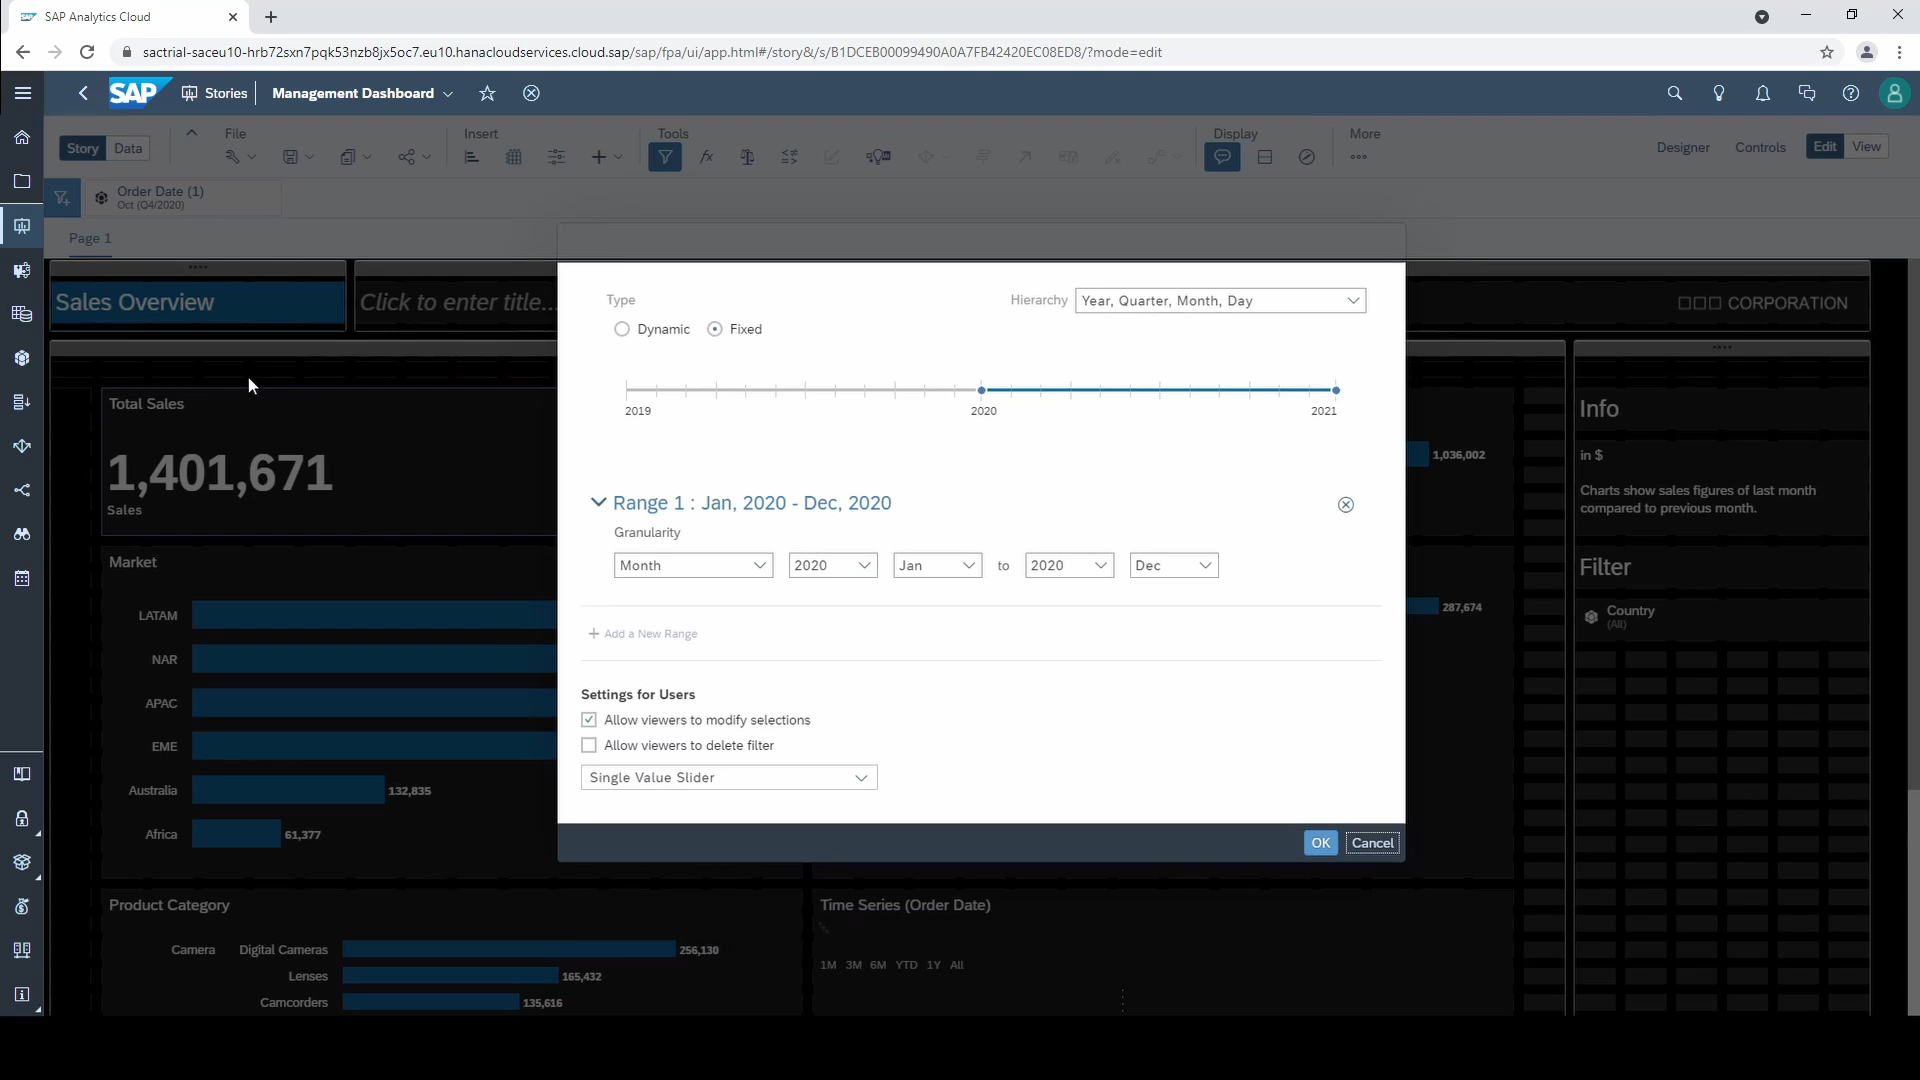 SAP Analytics Cloud
sactrial-saceu10-hrb72sxn7pqk53nzb8jx5oc7.eu10.hanacloudservices.cloud.sap/sap/fpa/ui/app.html#/story&/s/B1DCEB00099490A0A7FB42420EC08ED8/?mode=edit
SAP Stories Management Dashboard
File Insert Tools Display More
Story Data
Designer Controls Edit View
Order Date (1)
Oct (Q4/2020)
Page 1
Sales Overview
Click to enter title...
CORPORATION
Type
Hierarchy Year, Quarter, Month, Day
Dynamic Fixed
2019 2020 2021
Range 1 : Jan, 2020 - Dec, 2020
Granularity
Month 2020 Jan to 2020 Dec
+ Add a New Range
Settings for Users
Allow viewers to modify selections
Allow viewers to delete filter
Single Value Slider
OK Cancel
Total Sales
1,401,671
Sales
1,036,002
Market
LATAM
NAR
APAC
EME
Australia 132,835
Africa 61,377
287,674
Info
in $
Charts show sales figures of last month
compared to previous month.
Filter
Country
(All)
Product Category
Camera Digital Cameras 256,130
Lenses 165,432
Camcorders 135,616
Time Series (Order Date)
1M 3M 6M YTD 1Y All